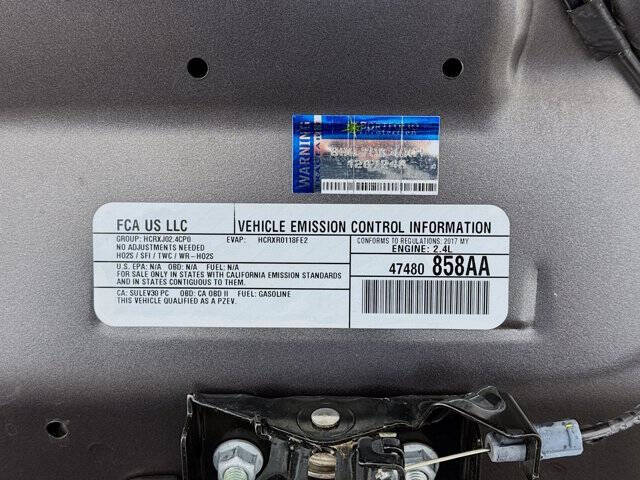 WARNING
FCA US LLC
VEHICLE EMISSION CONTROL INFORMATION
GROUP: HCRXJ02.4CP0 EVAP: HCRXR0118FE2
NO ADJUSTMENTS NEEDED
HO2S / SFI / TWC / WR-HO2S
CONFORMS TO REGULATIONS: 2017 MY
ENGINE: 2.4L
U.S. EPA: N/A OBD: N/A FUEL: N/A
FOR SALE ONLY IN STATES WITH CALIFORNIA EMISSION STANDARDS
AND IN STATES CONTIGUOUS TO THEM.
47480 858AA
CA: SULEV30 PC OBD: CA OBD II FUEL: GASOLINE
THIS VEHICLE QUALIFIED AS A PZEV.